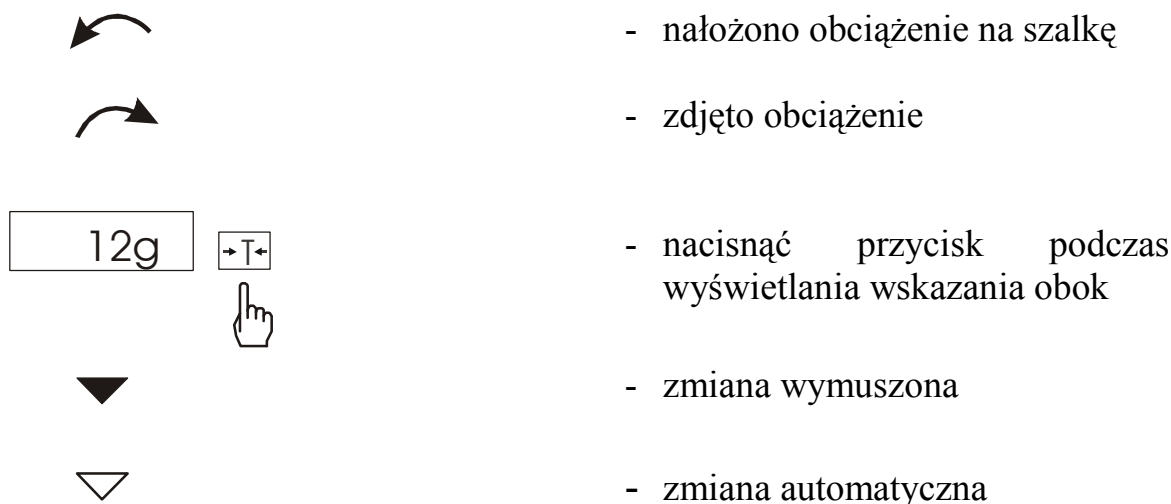 - nałożono obciążenie na szalkę
- zdjęto obciążenie
12g →T←
- nacisnąć przycisk podczas
wyświetlania wskazania obok
- zmiana wymuszona
- zmiana automatyczna